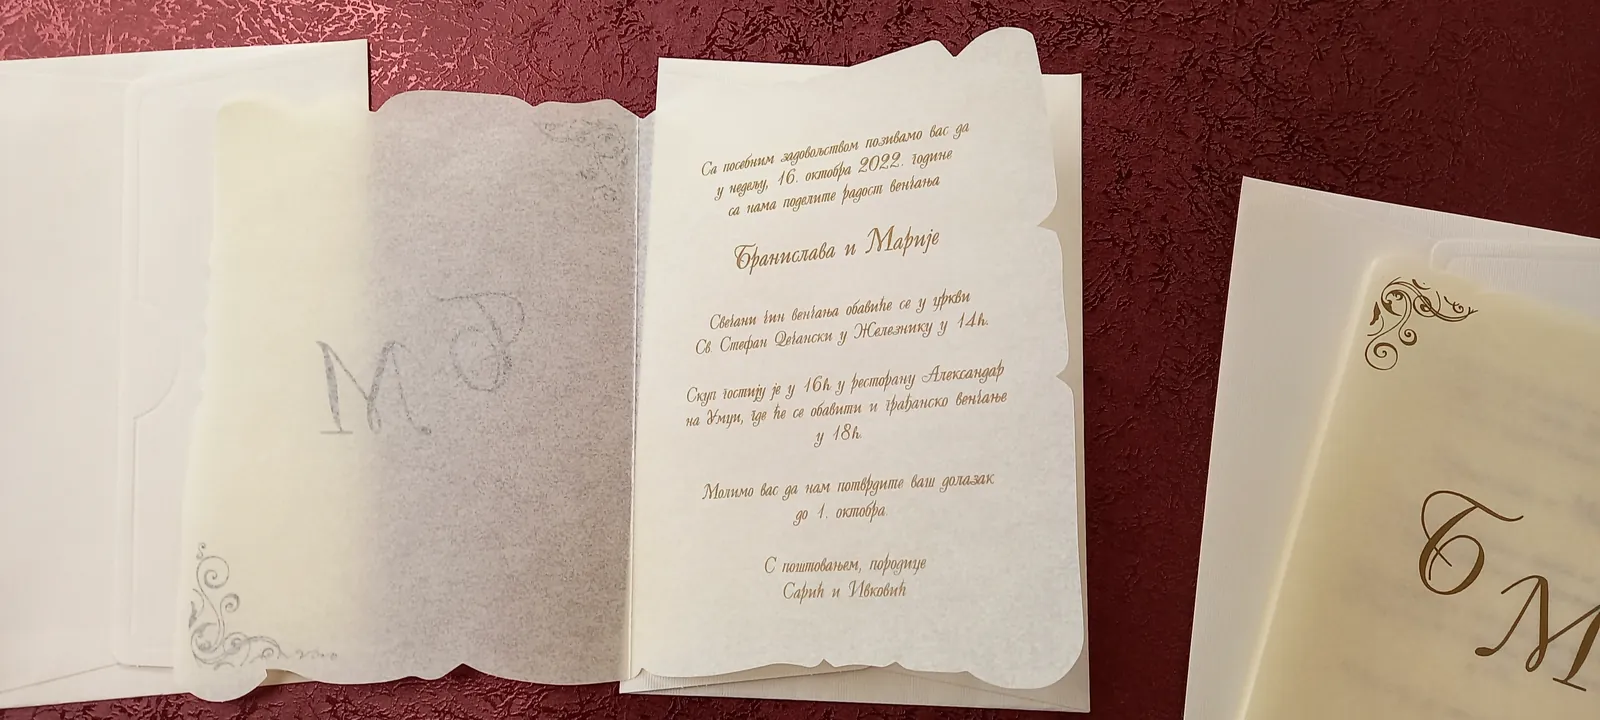 Са посебним задовољством позивамо вас да
у недељу, 16. октобра 2022. године
са нама поделите радост венчања
Бранислава и Марије
Свечани чин венчања обавиће се у цркви
Св. Стефан Дечански у Железнику у 14h.
Скуп гостију је у 16h у ресторану Александар
на Умци, где ће се обавити и грађанско венчање
у 18h.
Молимо вас да нам потврдите ваш долазак
до 1. октобра
С поштовањем, породице
Сарић и Ивковић
Б
М
Б
М